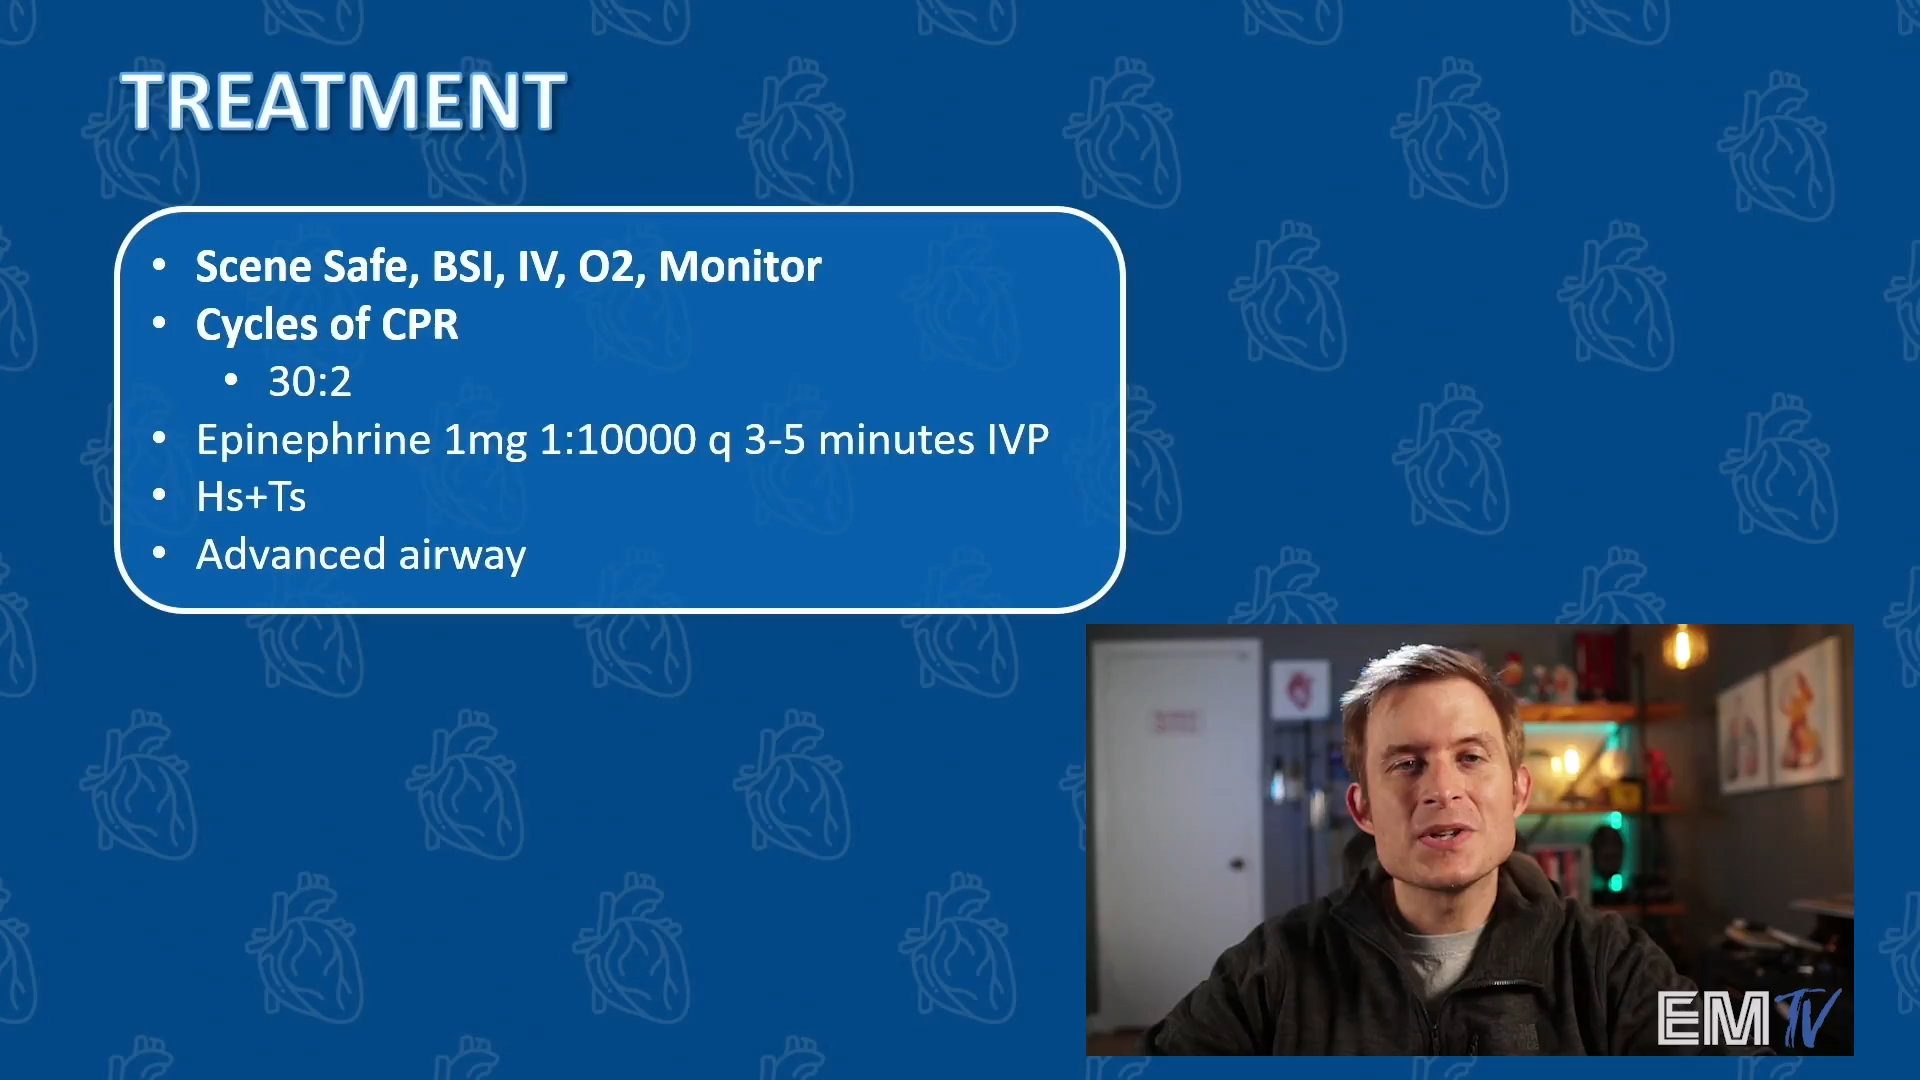 TREATMENT
• Scene Safe, BSI, IV, O2, Monitor
• Cycles of CPR
• 30:2
• Epinephrine 1mg 1:10000 q 3-5 minutes IVP
• Hs+Ts
• Advanced airway
EMTV